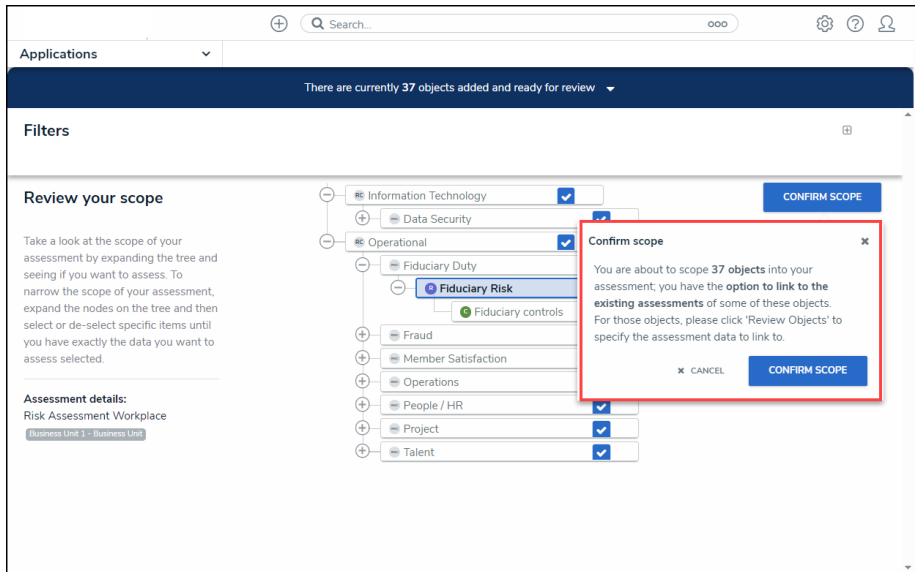 Search...
ooo
Applications
There are currently 37 objects added and ready for review
Filters
Review your scope
Take a look at the scope of your
assessment by expanding the tree and
seeing if you want to assess. To
narrow the scope of your assessment,
expand the nodes on the tree and then
select or de-select specific items until
you have exactly the data you want to
assess selected.
Assessment details:
Risk Assessment Workplace
Business Unit 1 - Business Unit
RC Information Technology
Data Security
RC Operational
Fiduciary Duty
R Fiduciary Risk
C Fiduciary controls
Fraud
Member Satisfaction
Operations
People / HR
Project
Talent
CONFIRM SCOPE
Confirm scope
You are about to scope 37 objects into your
assessment; you have the option to link to the
existing assessments of some of these objects.
For those objects, please click 'Review Objects' to
specify the assessment data to link to.
CANCEL
CONFIRM SCOPE